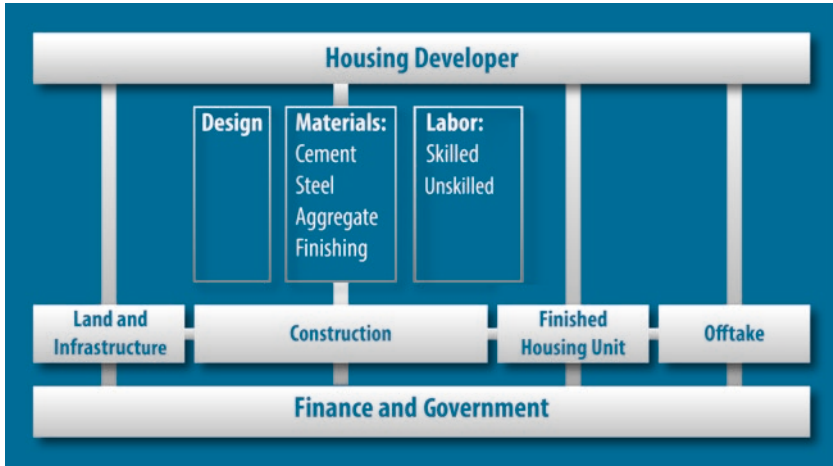 Housing Developer
Design
Materials:
Cement
Steel
Aggregate
Finishing
Labor:
Skilled
Unskilled
Land and
Infrastructure
Construction
Finished
Housing Unit
Offtake
Finance and Government